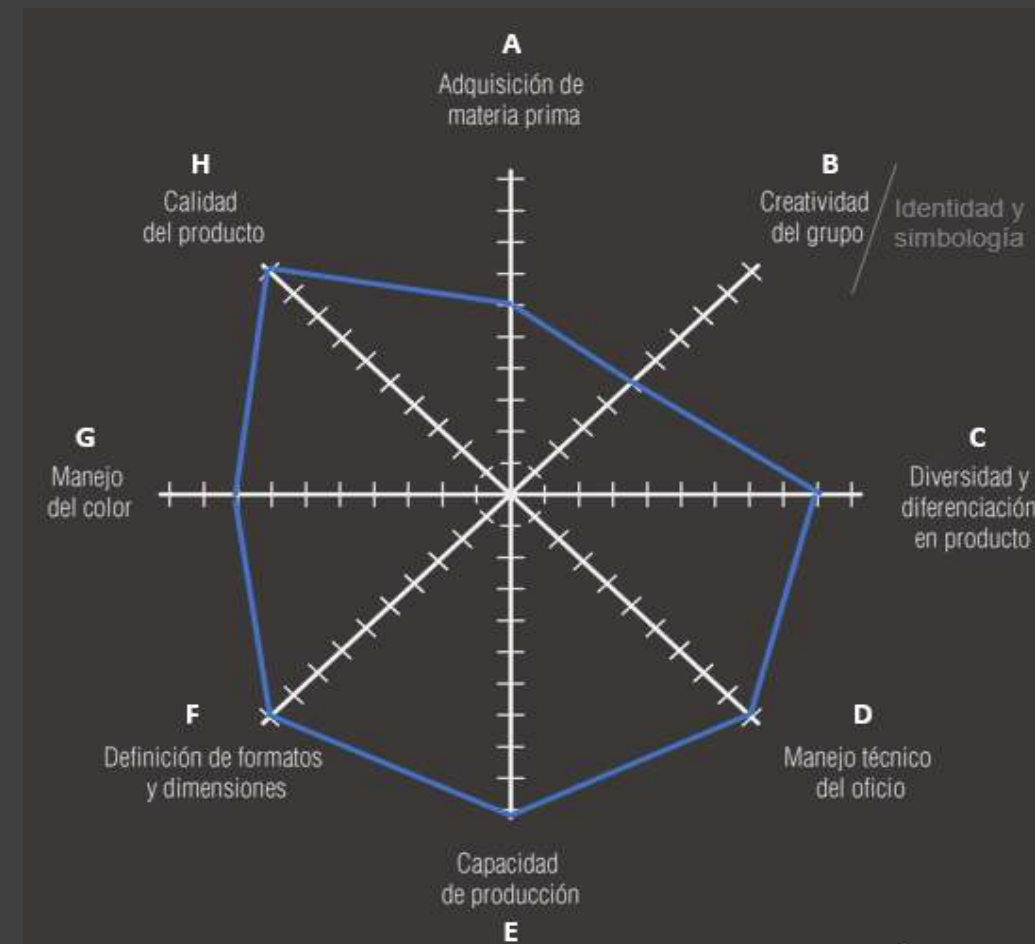 A
Adquisición de
materia prima
B
Creatividad
del grupo
Identidad y
simbología
C
Diversidad y
diferenciación
en producto
D
Manejo técnico
del oficio
Capacidad
de producción
E
F
Definición de formatos
y dimensiones
G
Manejo
del color
H
Calidad
del producto